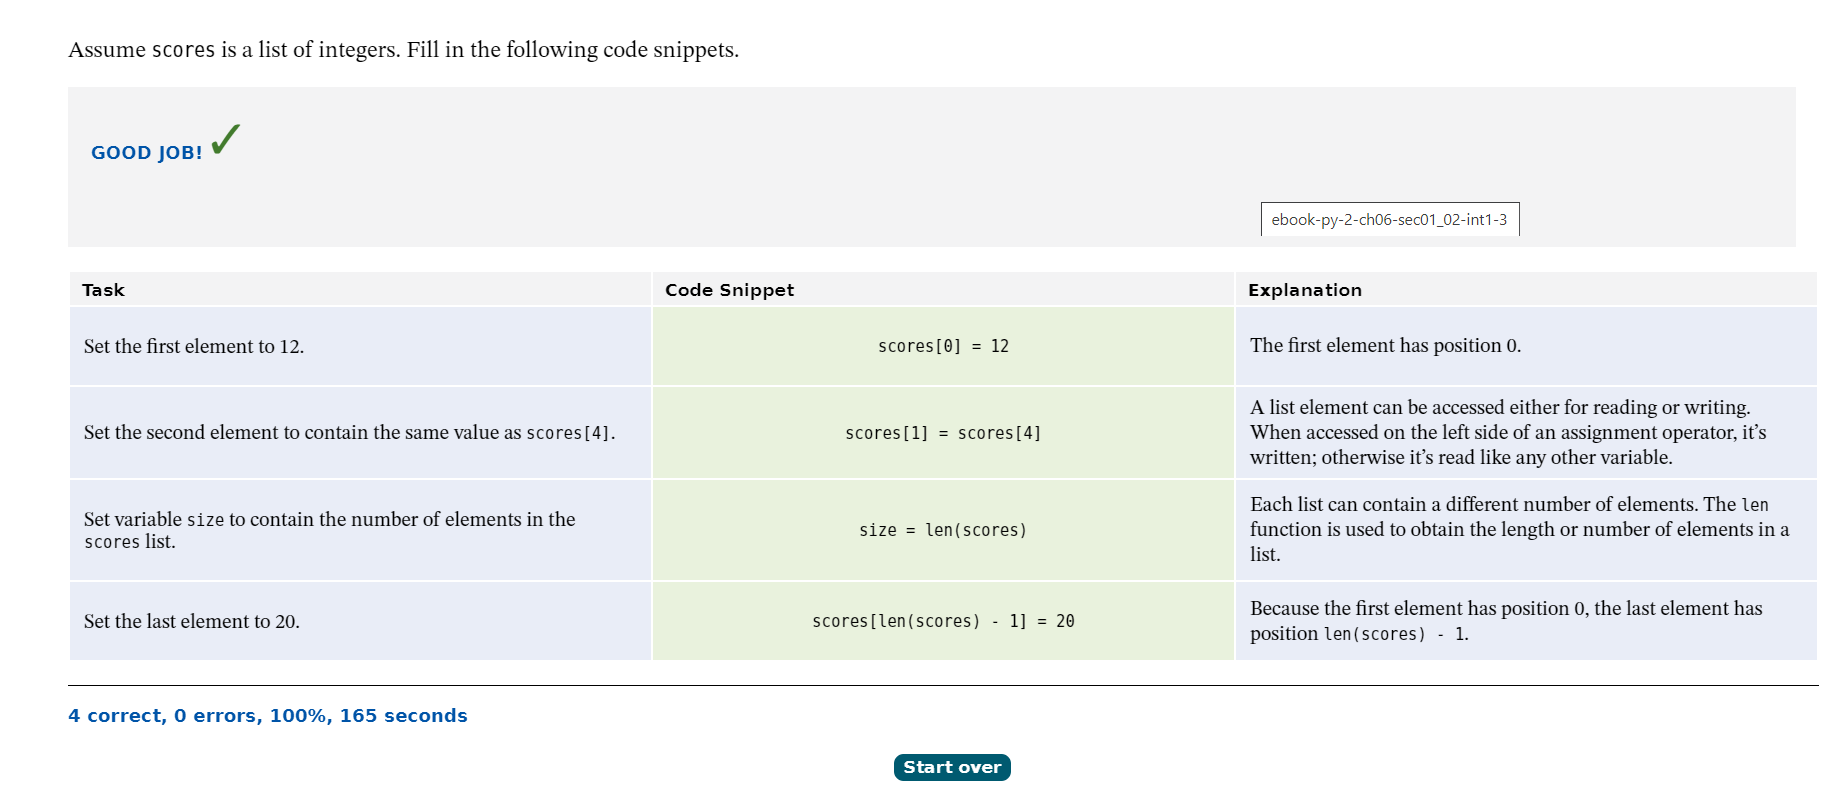 Assume scores is a list of integers. Fill in the following code snippets.
GOOD JOB! ✓
ebook-py-2-ch06-sec01_02-int1-3
Task Code Snippet Explanation
Set the first element to 12. scores[0] = 12 The first element has position 0.
Set the second element to contain the same value as scores[4]. scores[1] = scores[4] A list element can be accessed either for reading or writing.
When accessed on the left side of an assignment operator, it’s
written; otherwise it’s read like any other variable.
Set variable size to contain the number of elements in the
scores list.
size = len(scores)
Each list can contain a different number of elements. The len
function is used to obtain the length or number of elements in a
list.
Set the last element to 20. scores[len(scores) - 1] = 20 Because the first element has position 0, the last element has
position len(scores) - 1.
4 correct, 0 errors, 100%, 165 seconds
Start over